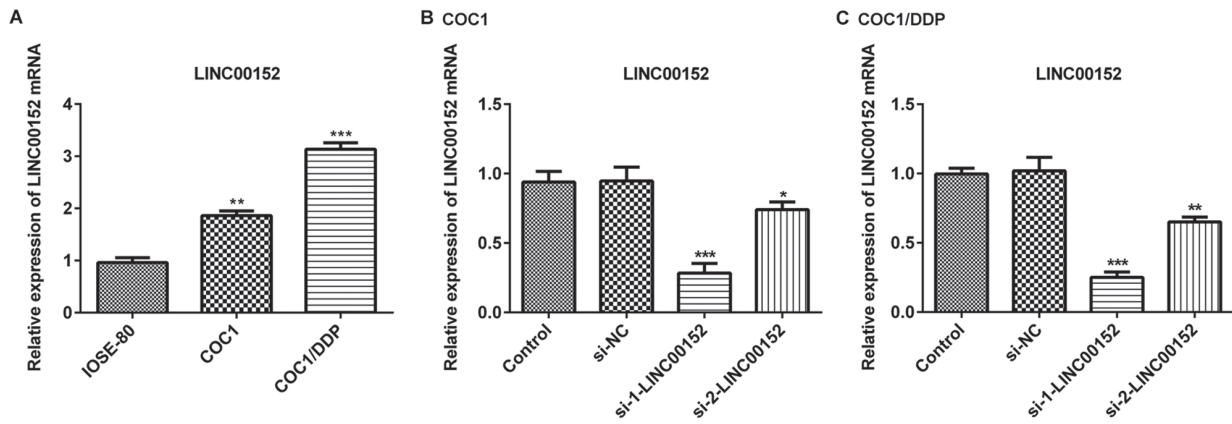 A
Relative expression of LINC00152 mRNA
LINC00152
4
3
2
1
0
**
***
IOSE-80
COC1
COC1/DDP
B COC1
Relative expression of LINC00152 mRNA
LINC00152
1.5
1.0
0.5
0.0
***
*
Control
si-NC
si-1-LINC00152
si-2-LINC00152
C COC1/DDP
Relative expression of LINC00152 mRNA
LINC00152
1.5
1.0
0.5
0.0
***
**
Control
si-NC
si-1-LINC00152
si-2-LINC00152